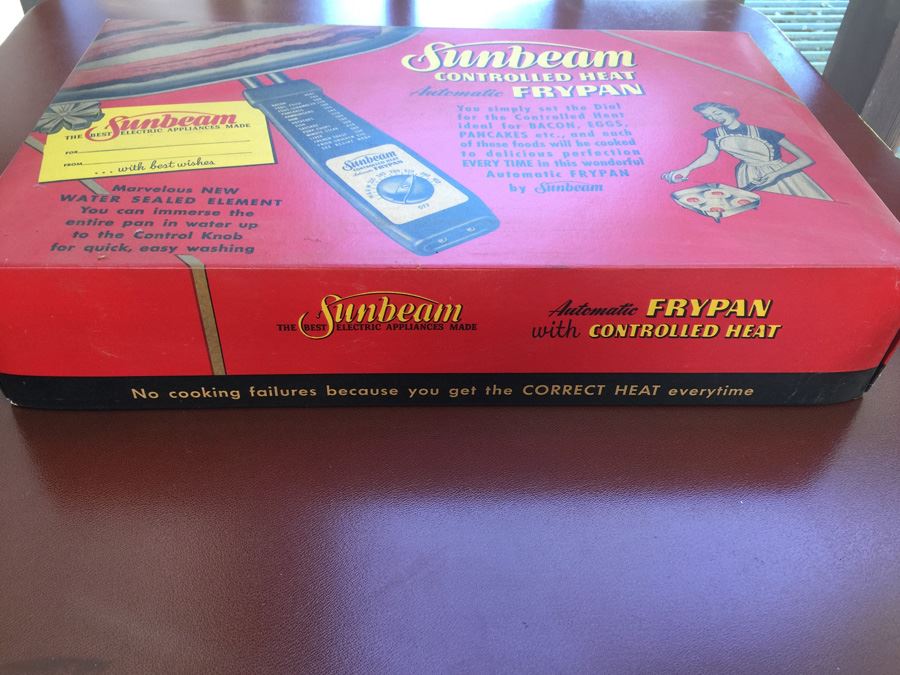 Sunbeam
CONTROLLED HEAT
Automatic FRYPAN
You simply set the Dial
for the Controlled Heat
ideal for BACON, EGGS,
PANCAKES etc., and each
of those foods will be cooked
to delicious perfection
EVERY TIME in this wonderful
Automatic FRYPAN
by Sunbeam
Sunbeam
THE BEST ELECTRIC APPLIANCES MADE
FOR
FROM
... with best wishes
Marvelous NEW
WATER SEALED ELEMENT
You can immerse the
entire pan in water up
to the Control Knob
for quick, easy washing
Sunbeam
CONTROLLED HEAT
Automatic FRYPAN
OFF
Sunbeam
THE BEST ELECTRIC APPLIANCES MADE
Automatic FRYPAN
with CONTROLLED HEAT
No cooking failures because you get the CORRECT HEAT everytime